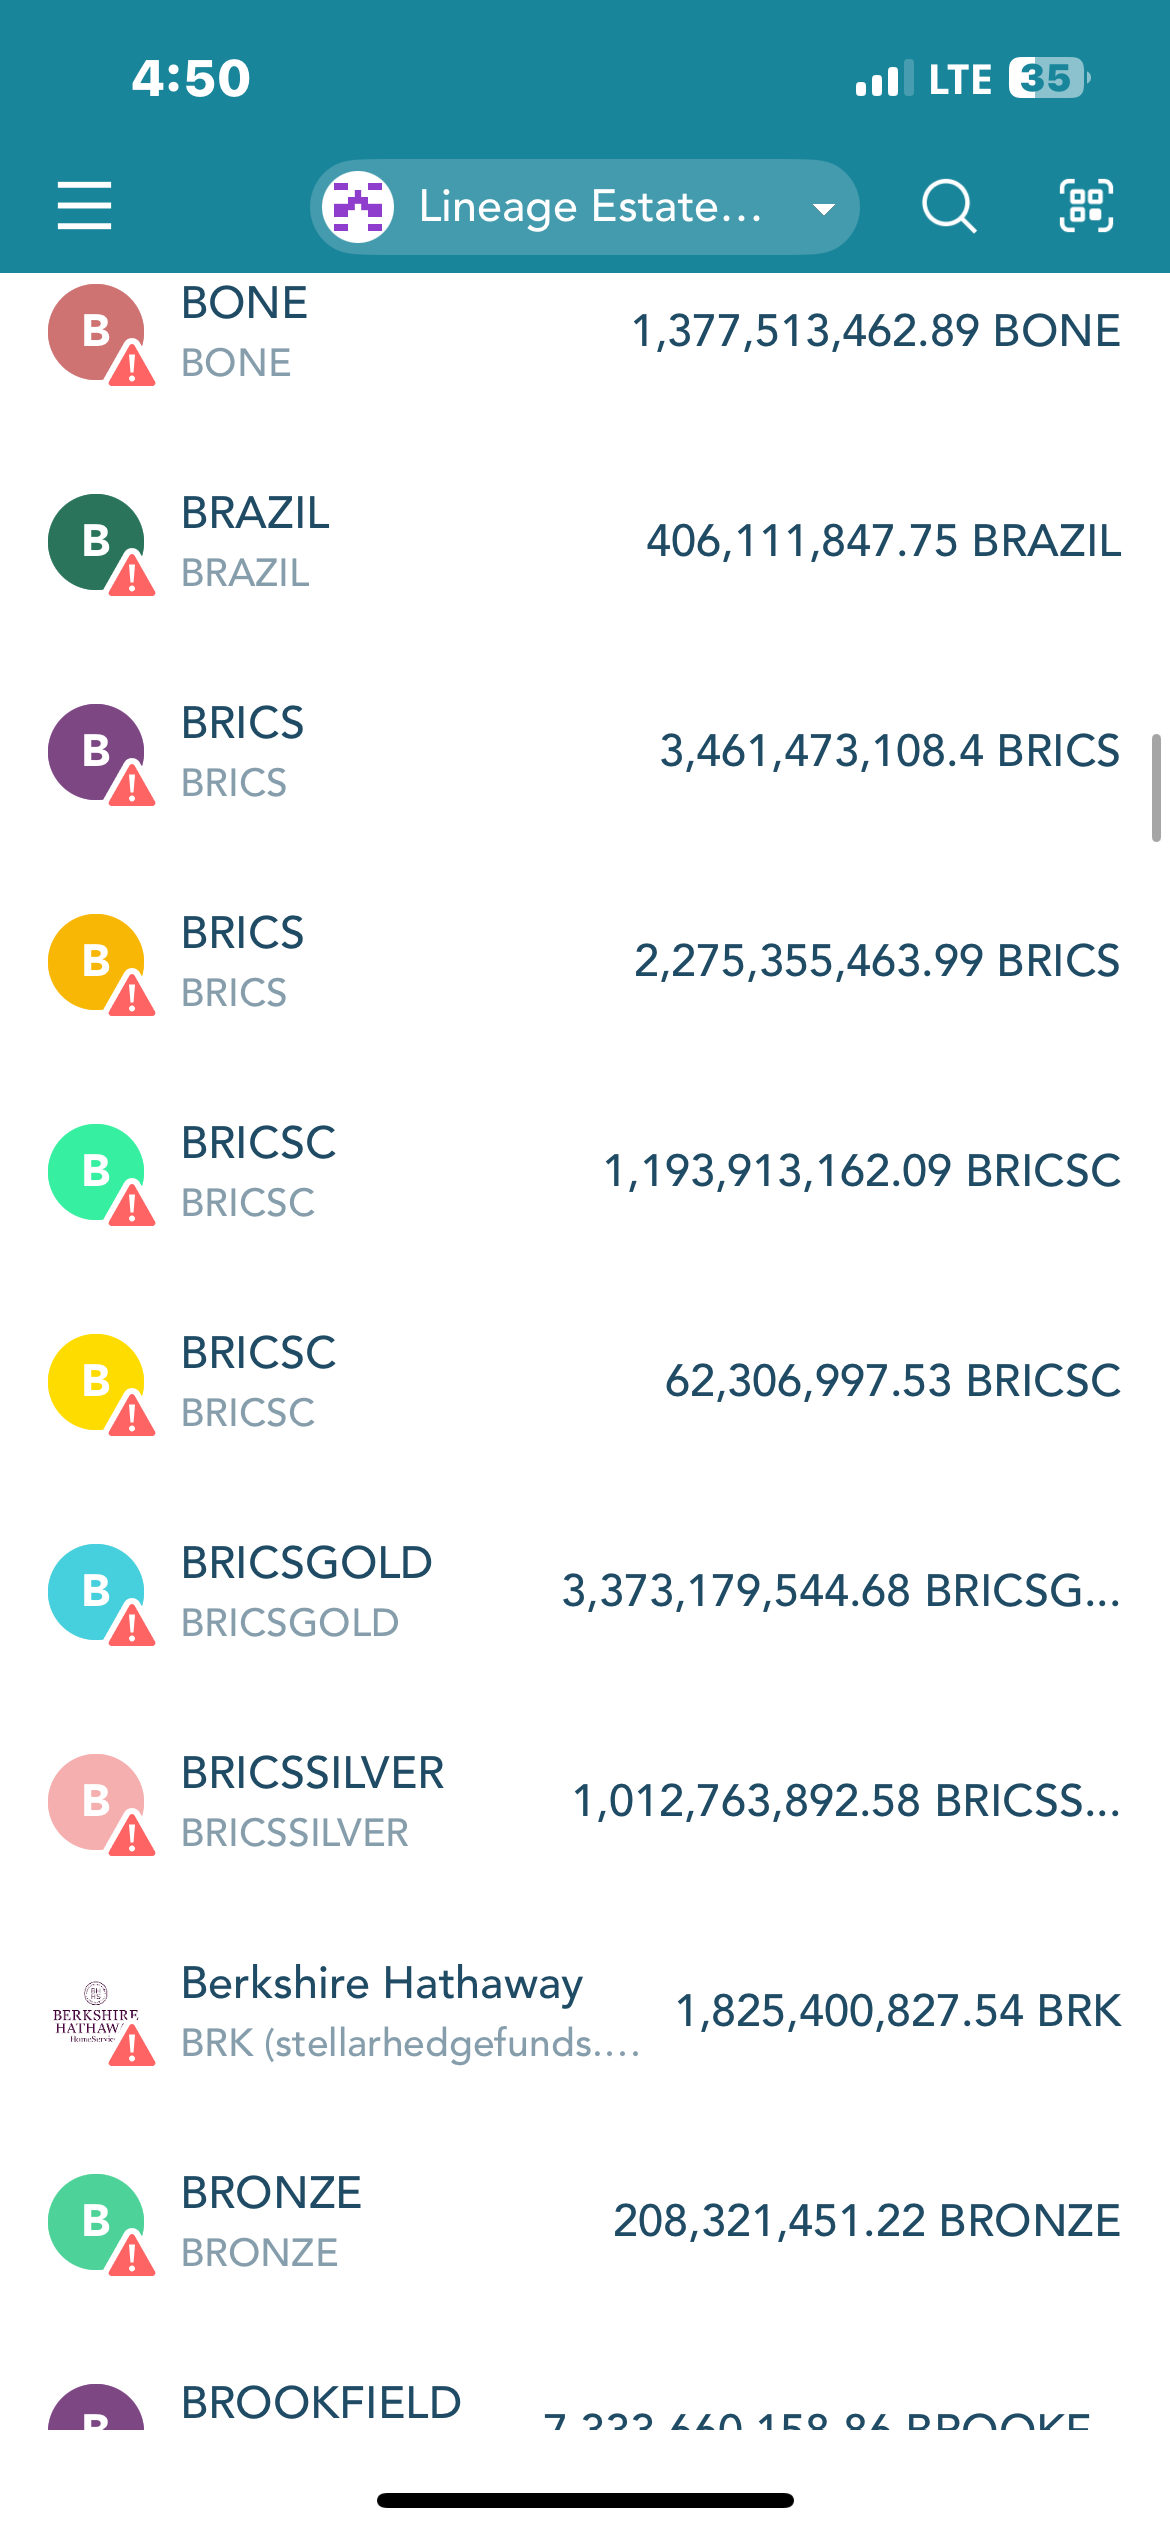 4:50
LTE 35
Lineage Estate...
B
BONE
BONE
1,377,513,462.89 BONE
B
BRAZIL
BRAZIL
406,111,847.75 BRAZIL
B
BRICS
BRICS
3,461,473,108.4 BRICS
B
BRICS
BRICS
2,275,355,463.99 BRICS
B
BRICSC
BRICSC
1,193,913,162.09 BRICSC
B
BRICSC
BRICSC
62,306,997.53 BRICSC
B
BRICSGOLD
BRICSGOLD
3,373,179,544.68 BRICSG...
B
BRICSSILVER
BRICSSILVER
1,012,763,892.58 BRICSS...
BERKSHIRE
HATHAW
HomeServic
Berkshire Hathaway
BRK (stellarhedgefunds....
1,825,400,827.54 BRK
B
BRONZE
BRONZE
208,321,451.22 BRONZE
B
BROOKFIELD